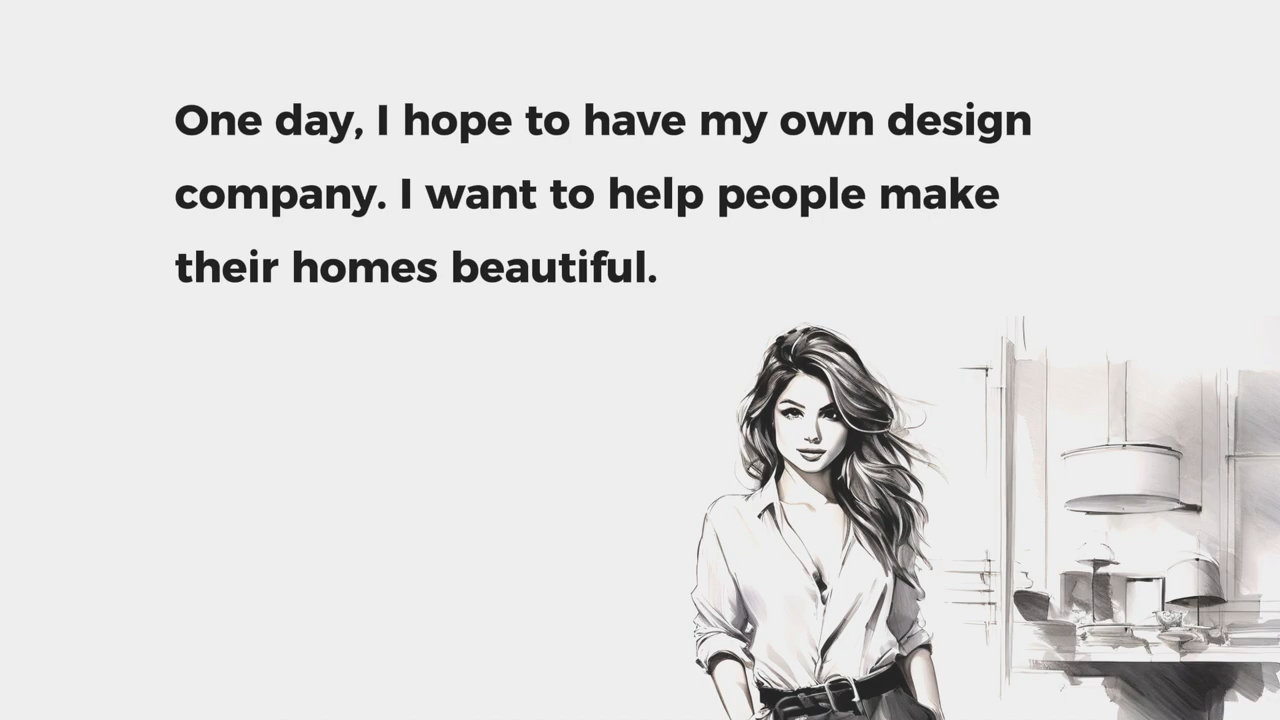 One day, I hope to have my own design
company. I want to help people make
their homes beautiful.